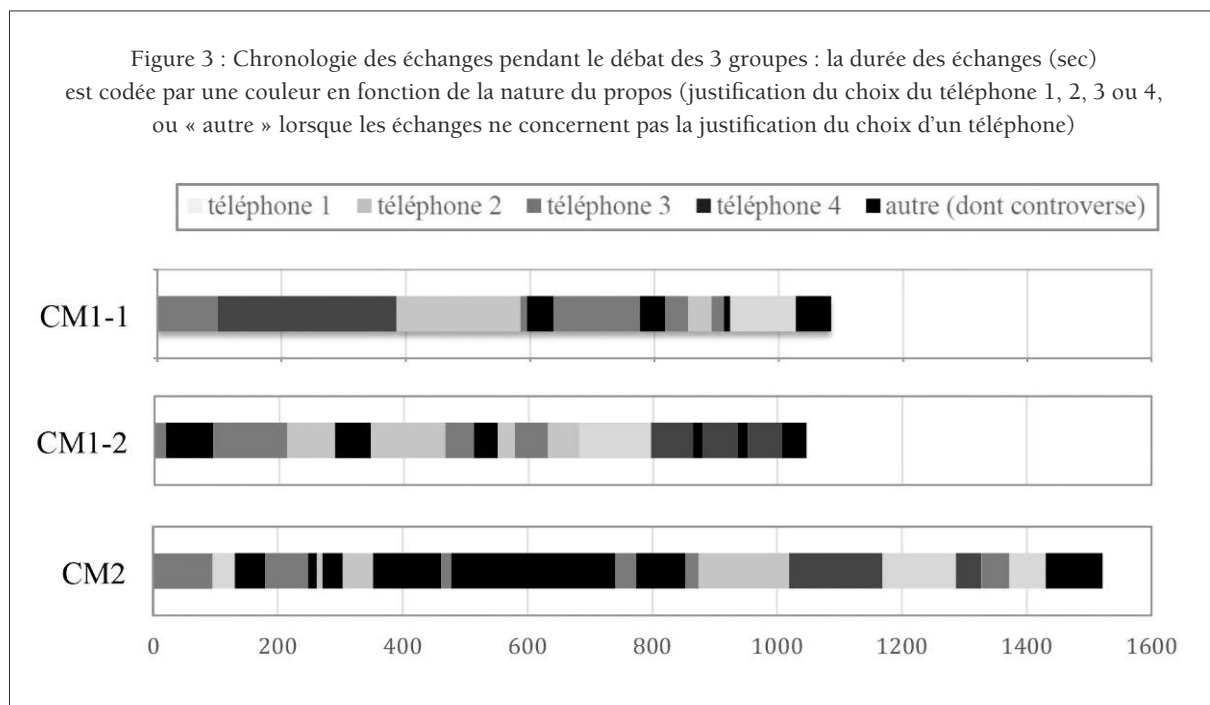 Figure 3 : Chronologie des échanges pendant le débat des 3 groupes : la durée des échanges (sec)
est codée par une couleur en fonction de la nature du propos (justification du choix du téléphone 1, 2, 3 ou 4,
ou « autre » lorsque les échanges ne concernent pas la justification du choix d'un téléphone)
téléphone 1 téléphone 2 téléphone 3 téléphone 4 autre (dont controverse)
CM1-1
CM1-2
CM2
0 200 400 600 800 1000 1200 1400 1600